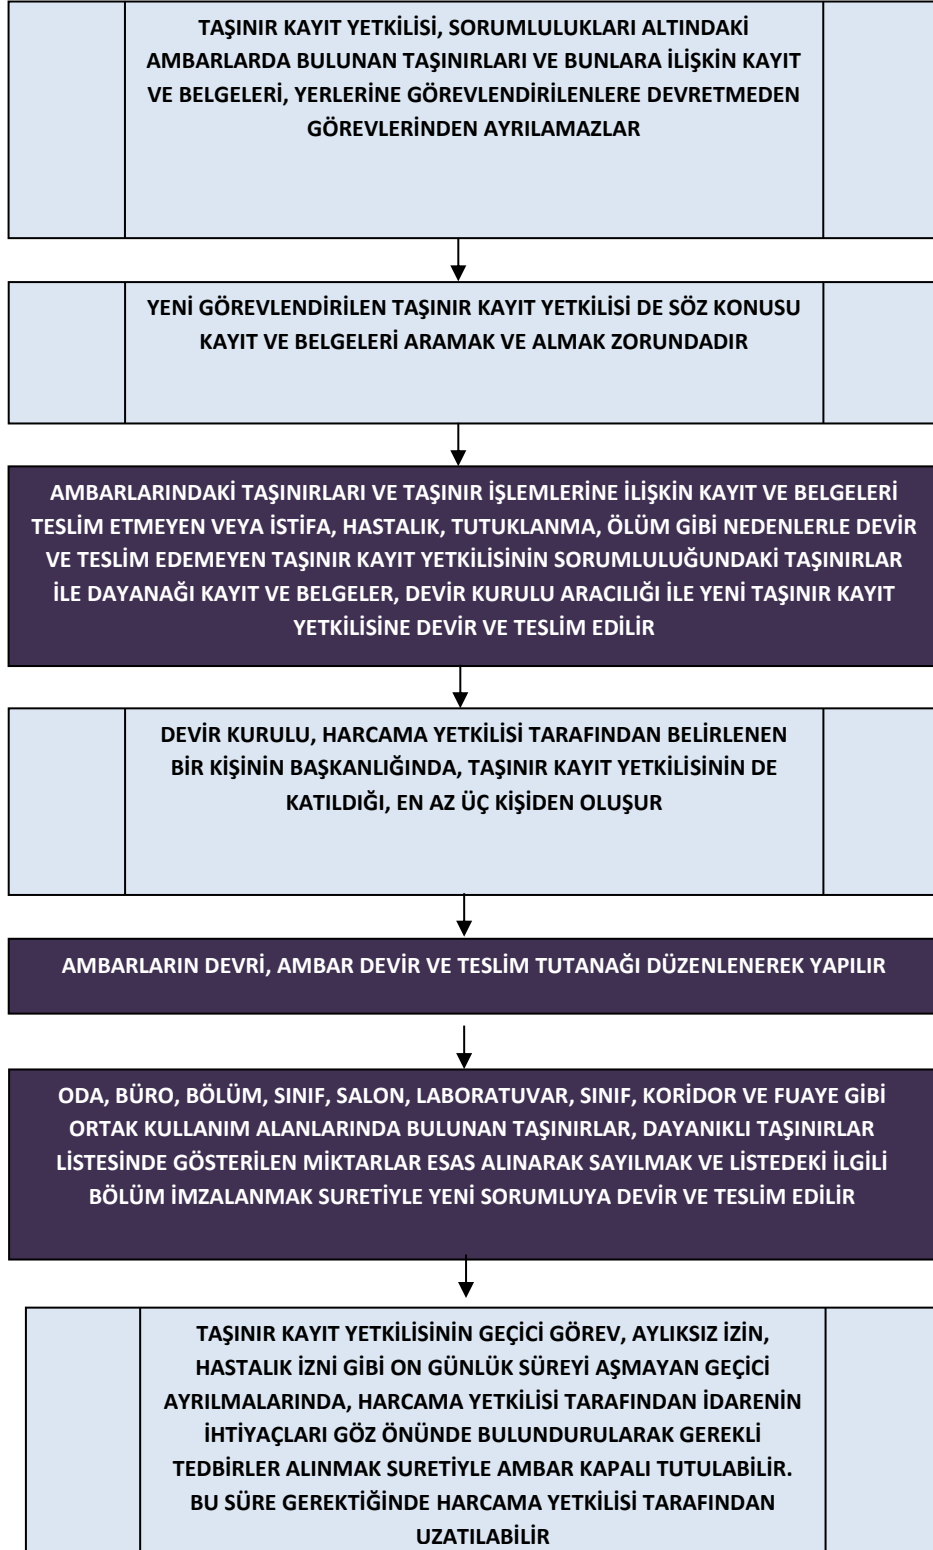 TAŞINIR KAYIT YETKİLİSİ, SORUMLULUKLARI ALTINDAKİ
AMBARLARDA BULUNAN TAŞINIRLARI VE BUNLARA İLİŞKİN KAYIT
VE BELGELERİ, YERLERİNE GÖREVLENDİRİLENLERE DEVRETMEDEN
GÖREVLERİNDEN AYRILAMAZLAR
YENİ GÖREVLENDİRİLEN TAŞINIR KAYIT YETKİLİSİ DE SÖZ KONUSU
KAYIT VE BELGELERİ ARAMAK VE ALMAK ZORUNDADIR
AMBARLARINDAKİ TAŞINIRLARI VE TAŞINIR İŞLEMLERİNE İLİŞKİN KAYIT VE BELGELERİ
TESLİM ETMEYEN VEYA İSTİFA, HASTALIK, TUTUKLANMA, ÖLÜM GİBİ NEDENLERLE DEVİR
VE TESLİM EDEMEYEN TAŞINIR KAYIT YETKİLİSİNİN SORUMLULUĞUNDAKİ TAŞINIRLAR
İLE DAYANAĞI KAYIT VE BELGELER, DEVİR KURULU ARACILIĞI İLE YENİ TAŞINIR KAYIT
YETKİLİSİNE DEVİR VE TESLİM EDİLİR
DEVİR KURULU, HARCAMA YETKİLİSİ TARAFINDAN BELİRLENEN
BİR KİŞİNİN BAŞKANLIĞINDA, TAŞINIR KAYIT YETKİLİSİNİN DE
KATILDIĞI, EN AZ ÜÇ KİŞİDEN OLUŞUR
AMBARLARIN DEVRİ, AMBAR DEVİR VE TESLİM TUTANAĞI DÜZENLENEREK YAPILIR
ODA, BÜRO, BÖLÜM, SINIF, SALON, LABORATUVAR, SINIF, KORİDOR VE FUAYE GİBİ
ORTAK KULLANIM ALANLARINDA BULUNAN TAŞINIRLAR, DAYANIKLI TAŞINIRLAR
LİSTESİNDE GÖSTERİLEN MİKTARLAR ESAS ALINARAK SAYILMAK VE LİSTEDEKİ İLGİLİ
BÖLÜM İMZALANMAK SURETİYLE YENİ SORUMLUYA DEVİR VE TESLİM EDİLİR
TAŞINIR KAYIT YETKİLİSİNİN GEÇİCİ GÖREV, AYLIKSIZ İZİN,
HASTALIK İZNİ GİBİ ON GÜNLÜK SÜREYİ AŞMAYAN GEÇİCİ
AYRILMALARINDA, HARCAMA YETKİLİSİ TARAFINDAN İDARENİN
İHTİYAÇLARI GÖZ ÖNÜNDE BULUNDURULARAK GEREKLİ
TEDBİRLER ALINMAK SURETİYLE AMBAR KAPALI TUTULABİLİR.
BU SÜRE GEREKTİĞİNDE HARCAMA YETKİLİSİ TARAFINDAN
UZATILABİLİR